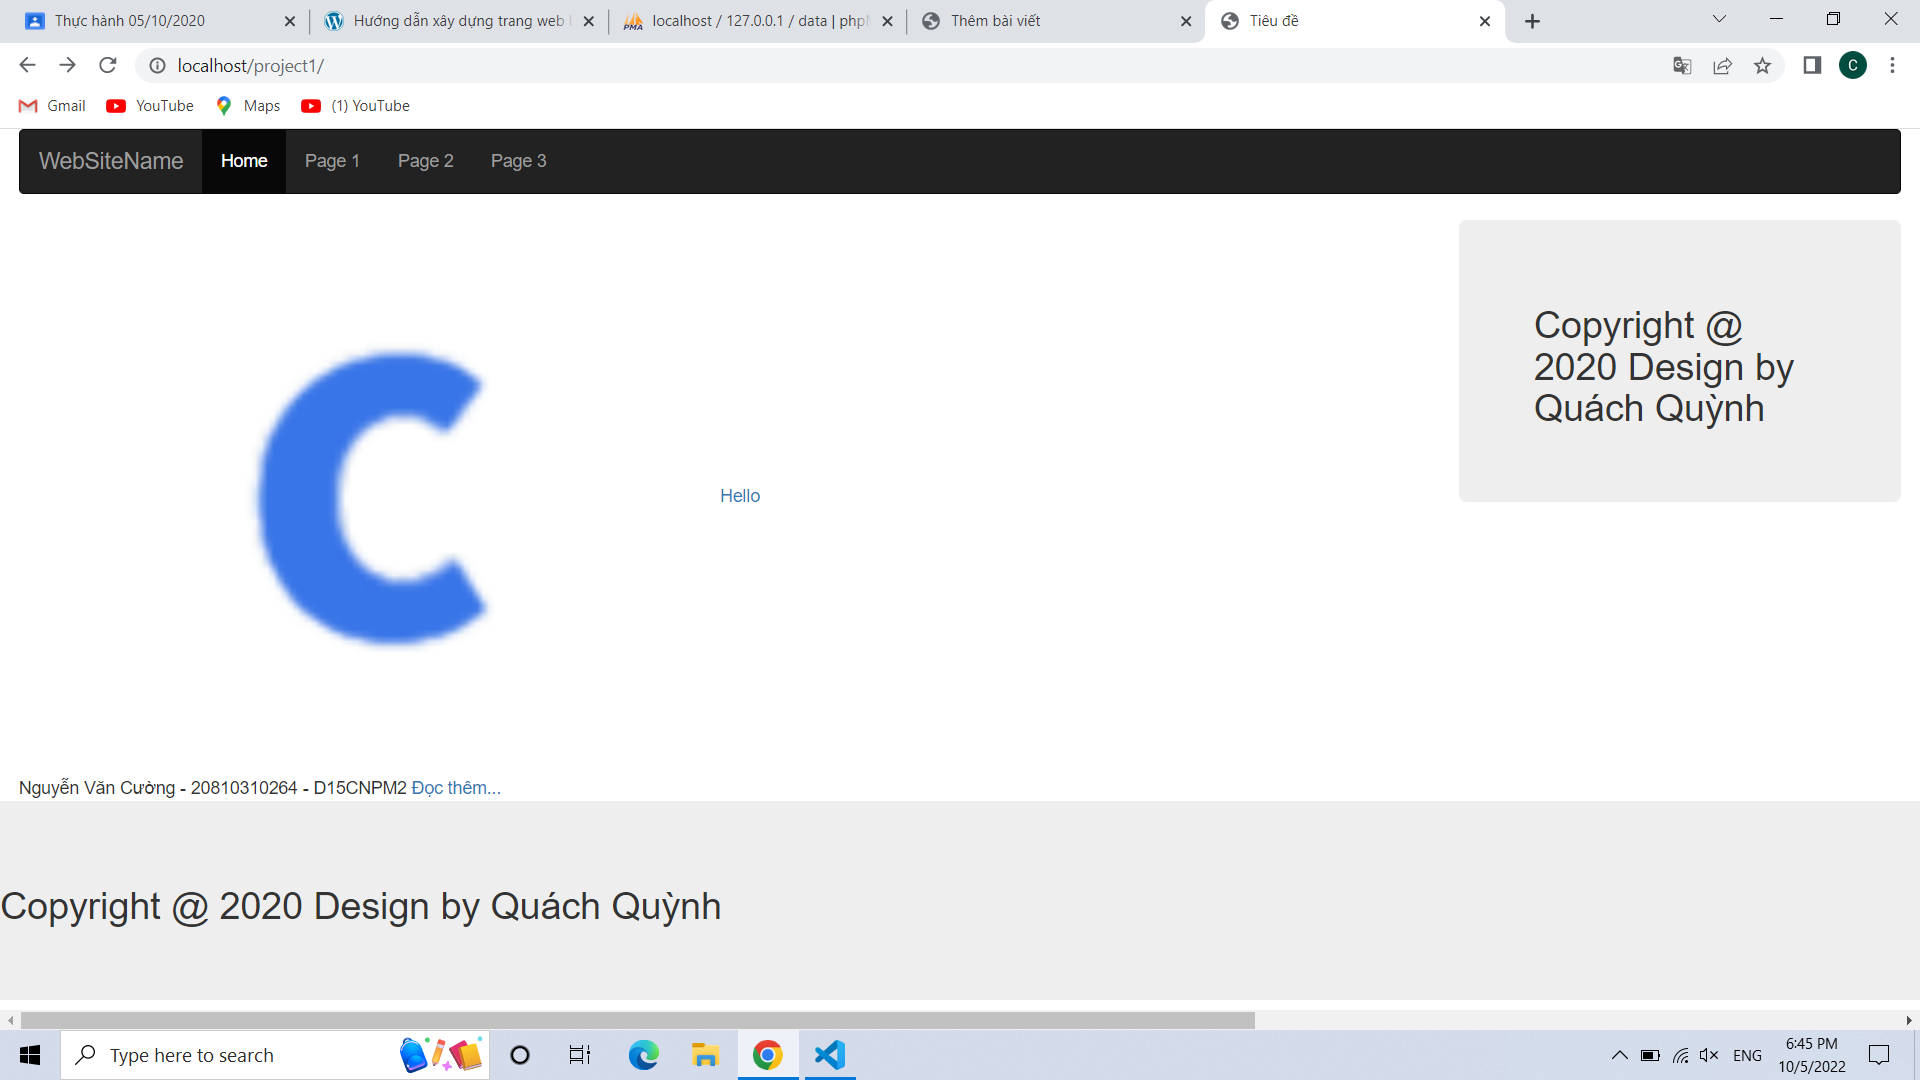 Thực hành 05/10/2020
Hướng dẫn xây dựng trang web
localhost / 127.0.0.1 / data | php
Thêm bài viết
Tiêu đề
localhost/project1/
C
Gmail
YouTube
Maps
(1) YouTube
WebSiteName
Home
Page 1
Page 2
Page 3
Copyright @
2020 Design by
Quách Quỳnh
C
Hello
Nguyễn Văn Cường - 20810310264 - D15CNPM2 Đọc thêm...
Copyright @ 2020 Design by Quách Quỳnh
Type here to search
ENG
6:45 PM
10/5/2022